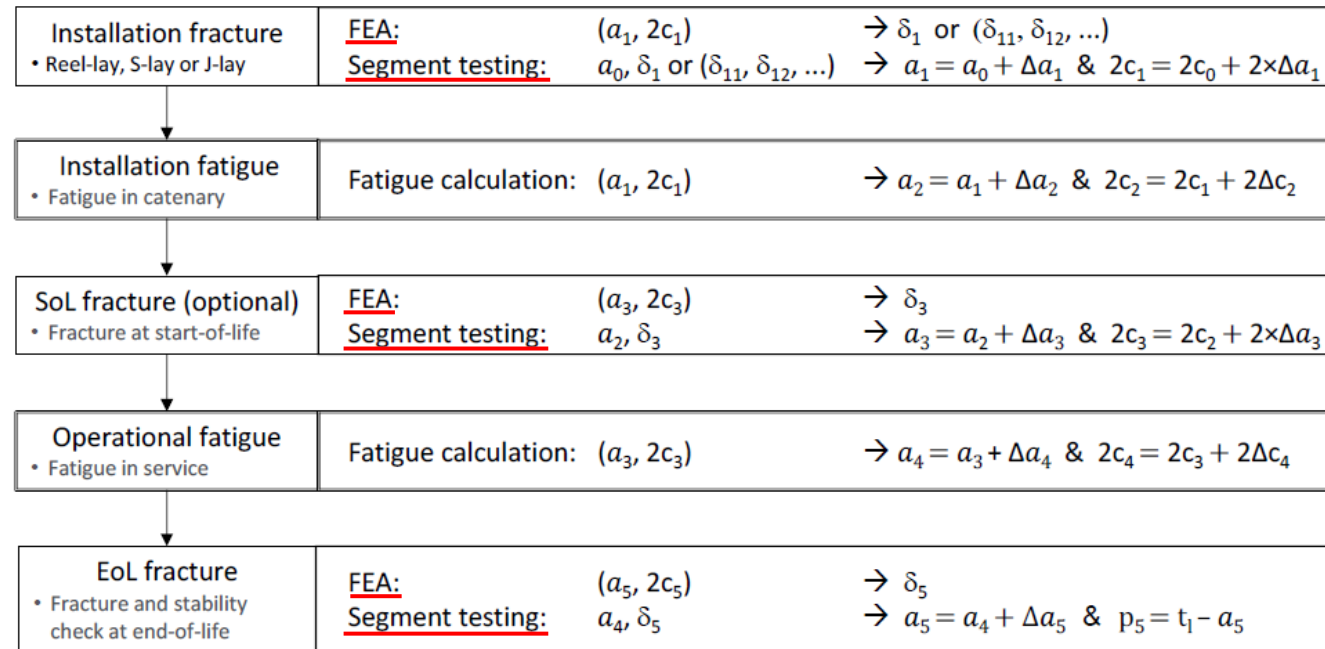 Installation fracture
• Reel-lay, S-lay or J-lay
FEA: (a₁, 2c₁) → δ₁ or (δ₁₁, δ₁₂, ...)
Segment testing: a₀, δ₁ or (δ₁₁, δ₁₂, ...) → a₁ = a₀ + Δa₁ & 2c₁ = 2c₀ + 2×Δa₁
Installation fatigue
• Fatigue in catenary
Fatigue calculation: (a₁, 2c₁) → a₂ = a₁ + Δa₂ & 2c₂ = 2c₁ + 2Δc₂
SoL fracture (optional)
• Fracture at start-of-life
FEA: (a₃, 2c₃) → δ₃
Segment testing: a₂, δ₃ → a₃ = a₂ + Δa₃ & 2c₃ = 2c₂ + 2×Δa₃
Operational fatigue
• Fatigue in service
Fatigue calculation: (a₃, 2c₃) → a₄ = a₃ + Δa₄ & 2c₄ = 2c₃ + 2Δc₄
EoL fracture
• Fracture and stability
check at end-of-life
FEA: (a₅, 2c₅) → δ₅
Segment testing: a₄, δ₅ → a₅ = a₄ + Δa₅ & p₅ = tₗ – a₅